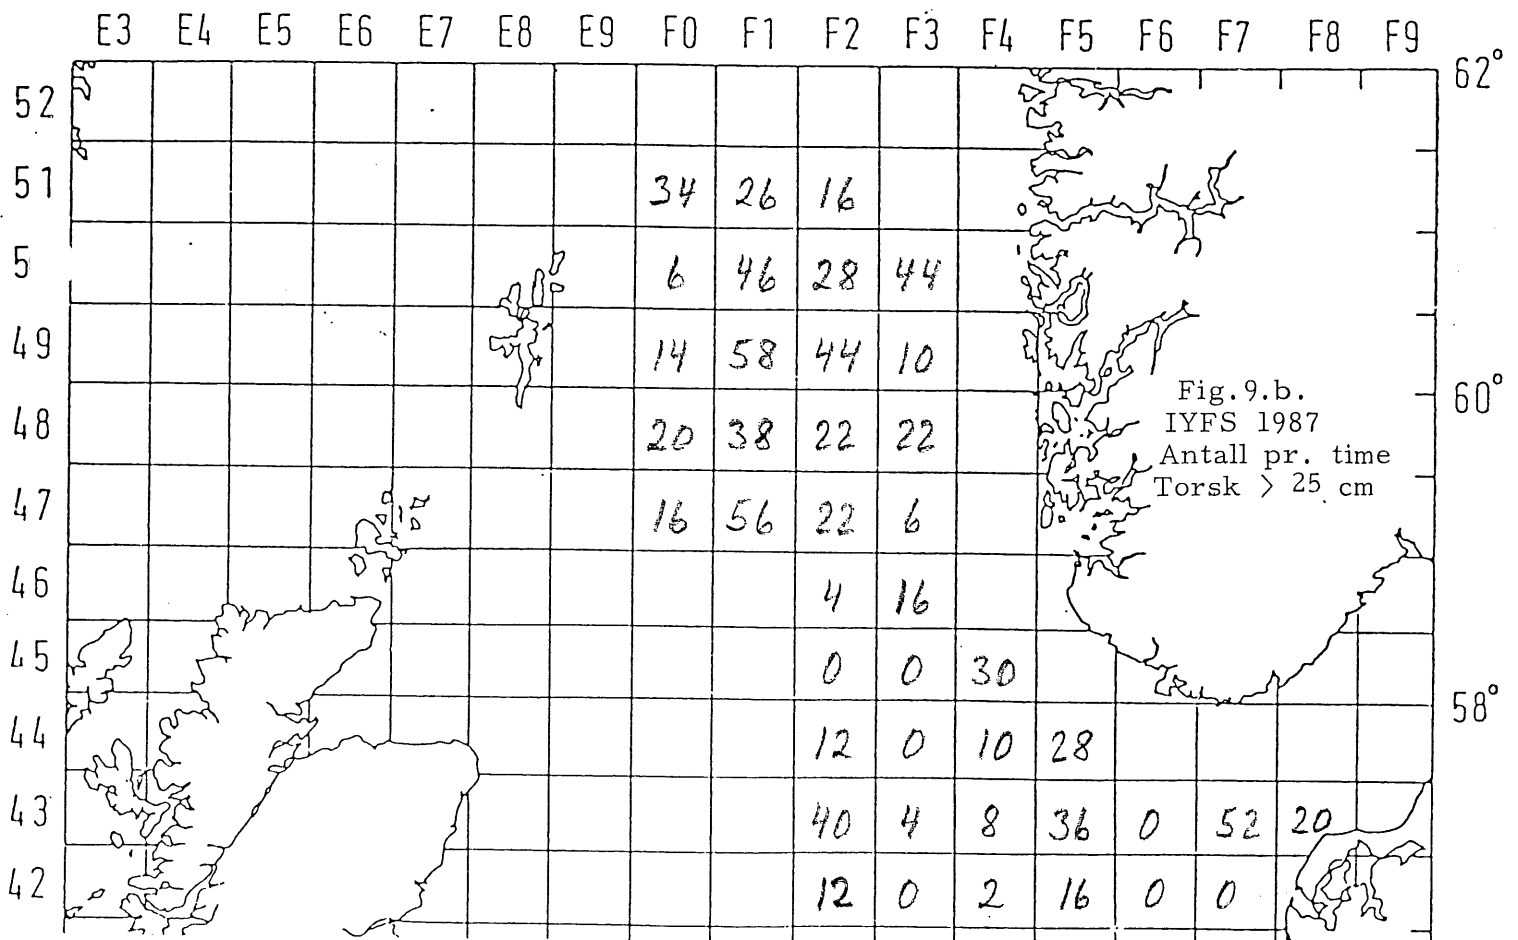 E3 E4 E5 E6 E7 E8 E9 F0 F1 F2 F3 F4 F5 F6 F7 F8 F9
62°
52
51 34 26 16
5 6 46 28 44
49 14 58 44 10
60°
48 20 38 22 22
Fig.9.b.
IYFS 1987
Antall pr. time
Torsk > 25 cm
47 16 56 22 6
46 4 16
45 0 0 30
58°
44 12 0 10 28
43 40 4 8 36 0 52 20
42 12 0 2 16 0 0